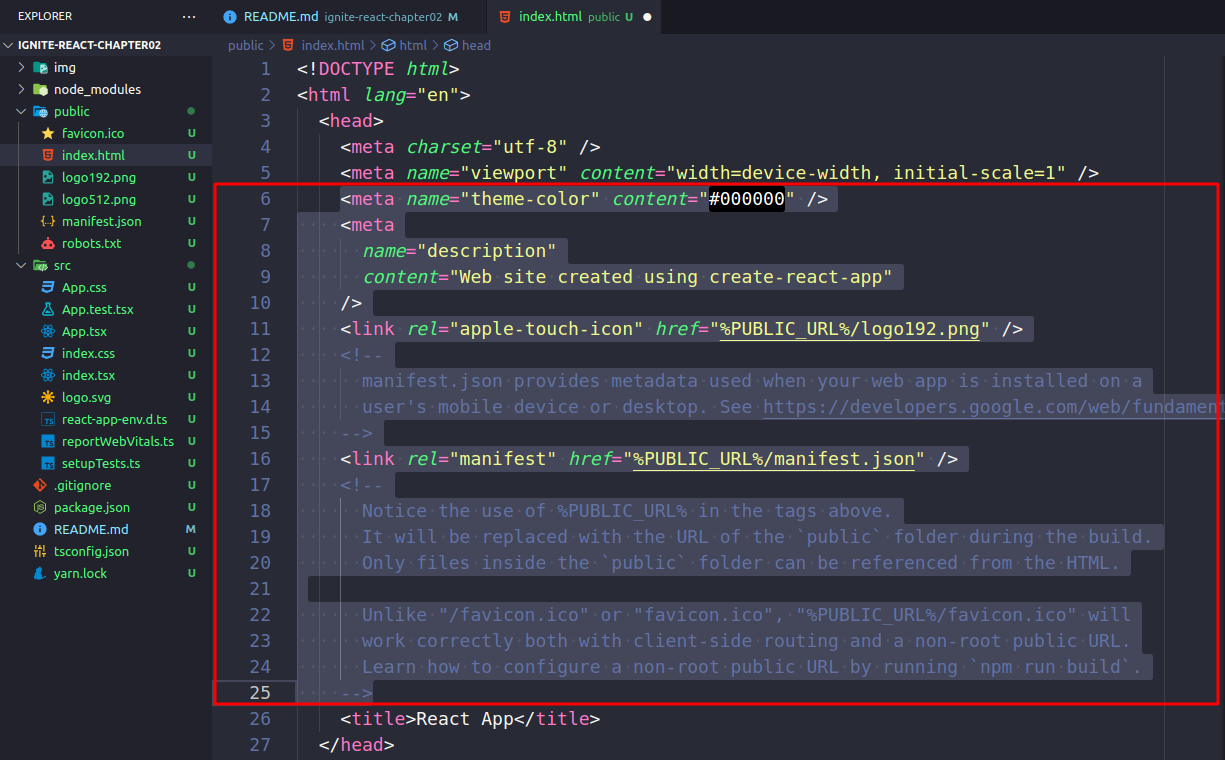 EXPLORER ···
README.md ignite-react-chapter02 M
index.html public U
IGNITE-REACT-CHAPTER02
public > index.html > html > head
img
node_modules
public
favicon.ico U
index.html U
logo192.png U
logo512.png U
manifest.json U
robots.txt U
src
App.css U
App.test.tsx U
App.tsx U
index.css U
index.tsx U
logo.svg U
react-app-env.d.ts U
reportWebVitals.ts U
setupTests.ts U
.gitignore U
package.json U
README.md M
tsconfig.json U
yarn.lock U
1 <!DOCTYPE html>
2 <html lang="en">
3 <head>
4 <meta charset="utf-8" />
5 <meta name="viewport" content="width=device-width, initial-scale=1" />
6 <meta name="theme-color" content="#000000" />
7 <meta
8 name="description"
9 content="Web site created using create-react-app"
10 />
11 <link rel="apple-touch-icon" href="%PUBLIC_URL%/logo192.png" />
12 <!--
13 manifest.json provides metadata used when your web app is installed on a
14 user's mobile device or desktop. See https://developers.google.com/web/fundament
15 -->
16 <link rel="manifest" href="%PUBLIC_URL%/manifest.json" />
17 <!--
18 Notice the use of %PUBLIC_URL% in the tags above.
19 It will be replaced with the URL of the `public` folder during the build.
20 Only files inside the `public` folder can be referenced from the HTML.
21
22 Unlike "/favicon.ico" or "favicon.ico", "%PUBLIC_URL%/favicon.ico" will
23 work correctly both with client-side routing and a non-root public URL.
24 Learn how to configure a non-root public URL by running `npm run build`.
25 -->
26 <title>React App</title>
27 </head>